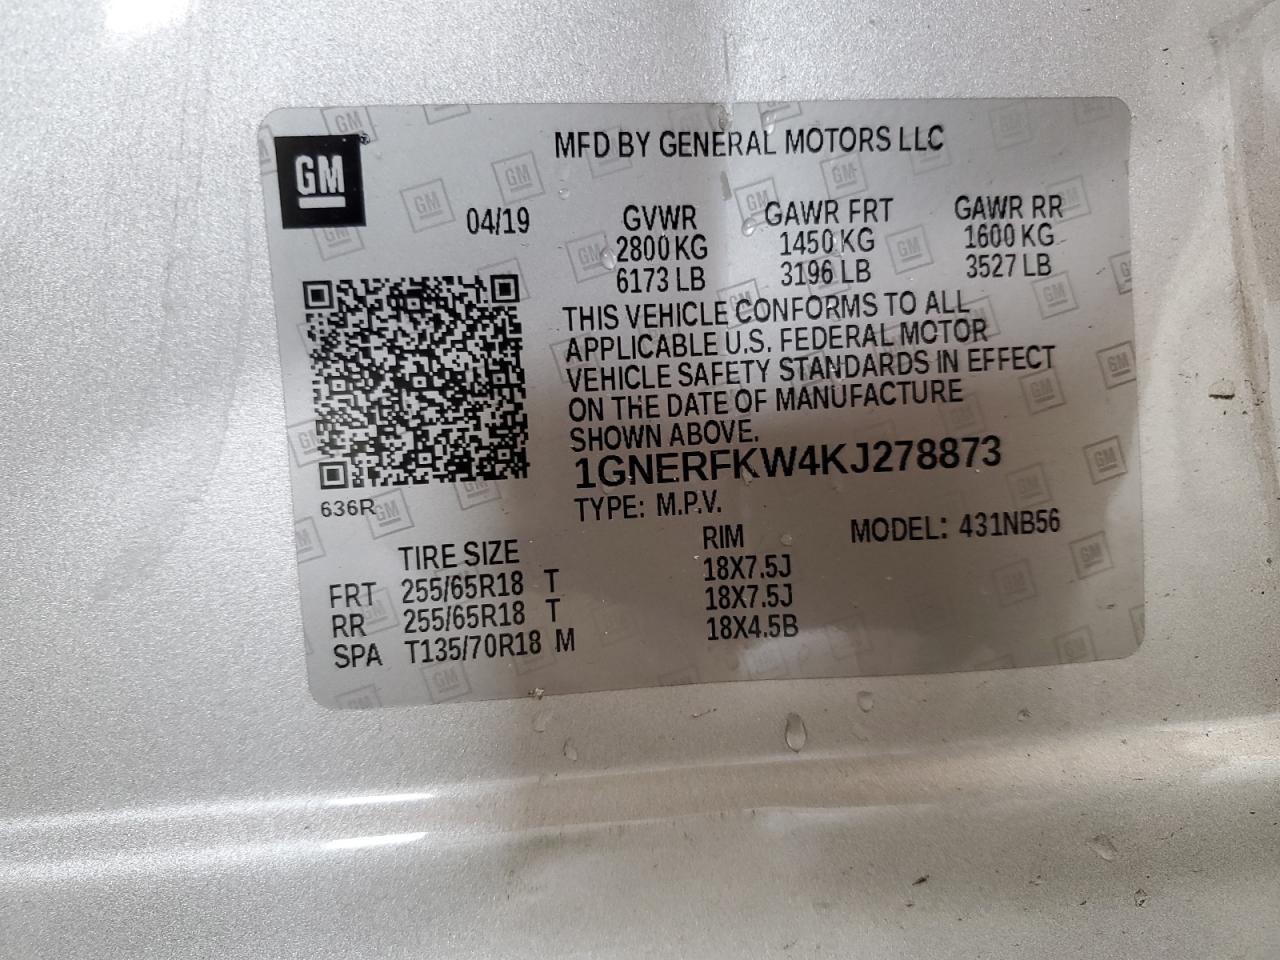 GM
MFD BY GENERAL MOTORS LLC
04/19
GVWR GAWR FRT GAWR RR
2800 KG 1450 KG 1600 KG
6173 LB 3196 LB 3527 LB
THIS VEHICLE CONFORMS TO ALL
APPLICABLE U.S. FEDERAL MOTOR
VEHICLE SAFETY STANDARDS IN EFFECT
ON THE DATE OF MANUFACTURE
SHOWN ABOVE.
1GNERFKW4KJ278873
636R
TYPE: M.P.V. MODEL: 431NB56
TIRE SIZE RIM
FRT 255/65R18 T 18X7.5J
RR 255/65R18 T 18X7.5J
SPA T135/70R18 M 18X4.5B